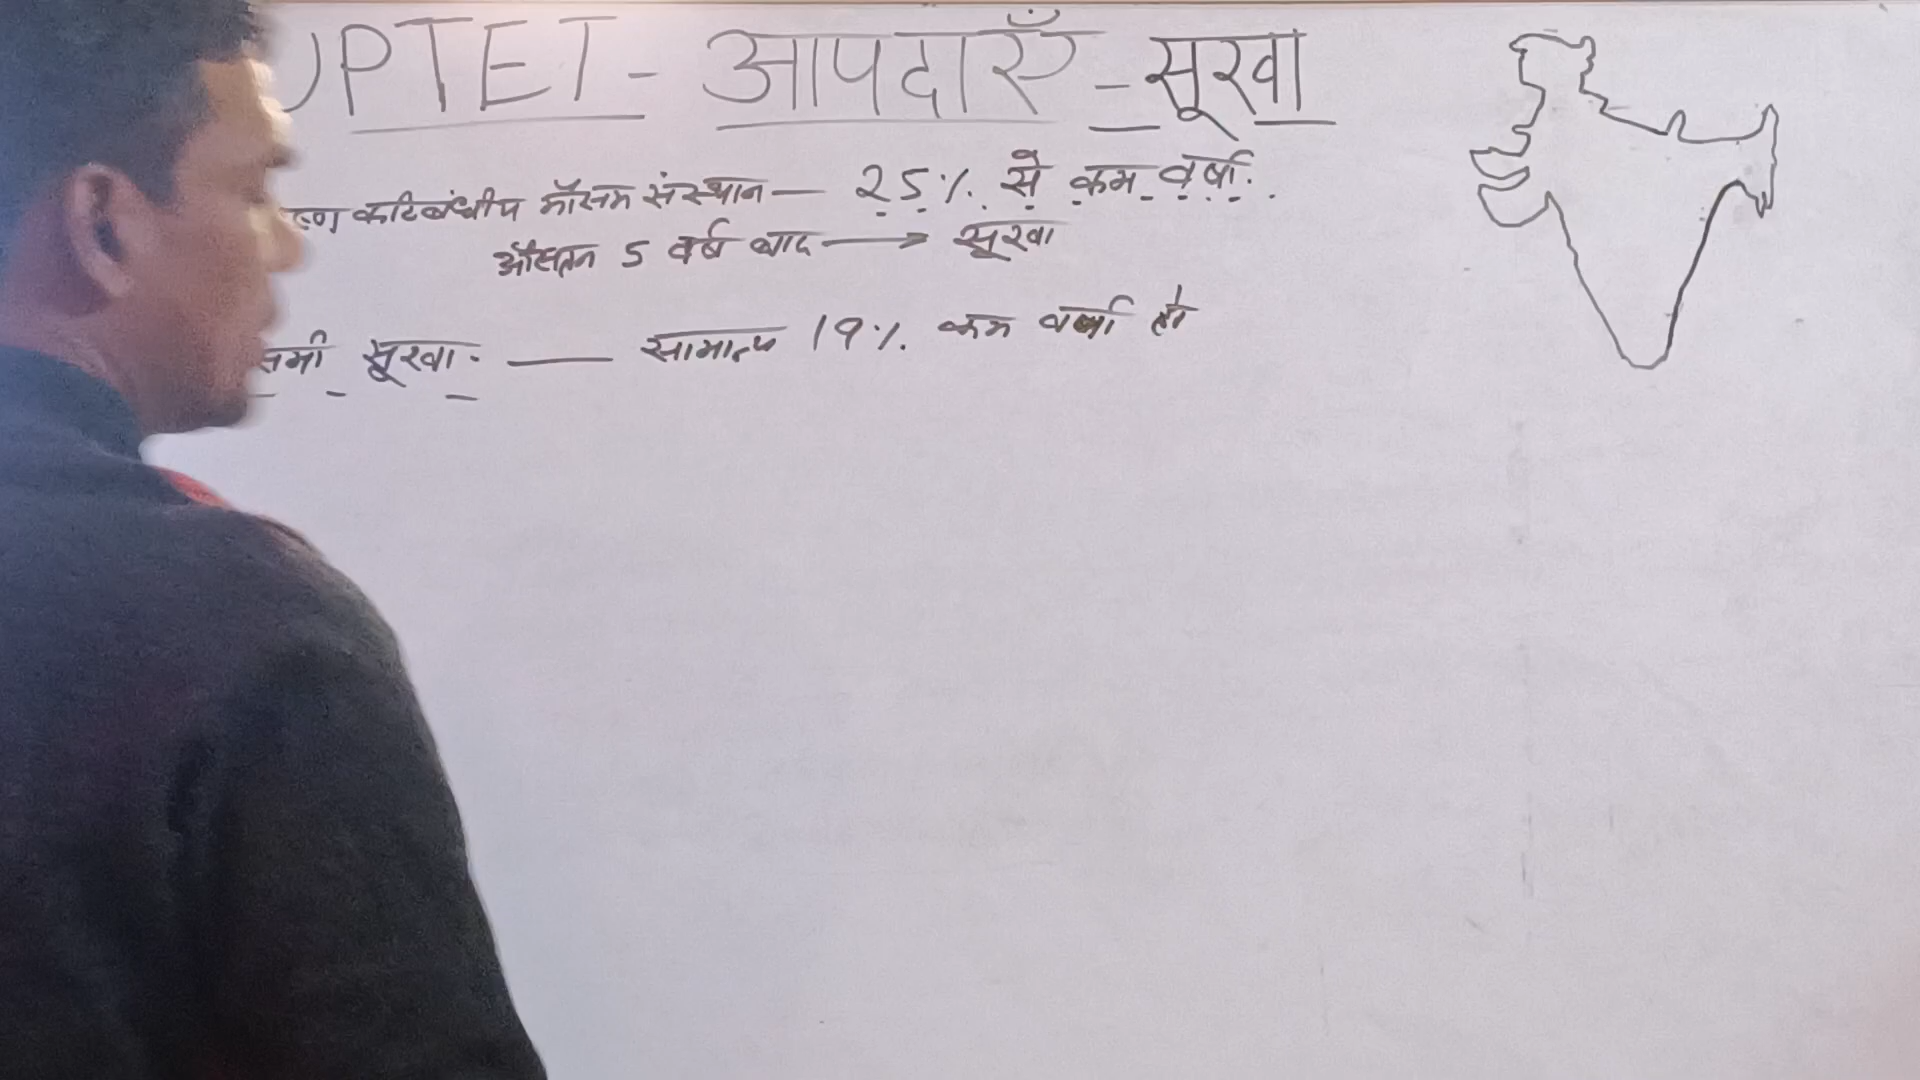 UPTET - आपदाएँ - सूखा
कटिबंधीय मौसम संस्थान — 25% से कम वर्षा
औसतन 5 वर्ष बाद → सूखा
सूखा - — सामान्य 19% कम वर्षा हो